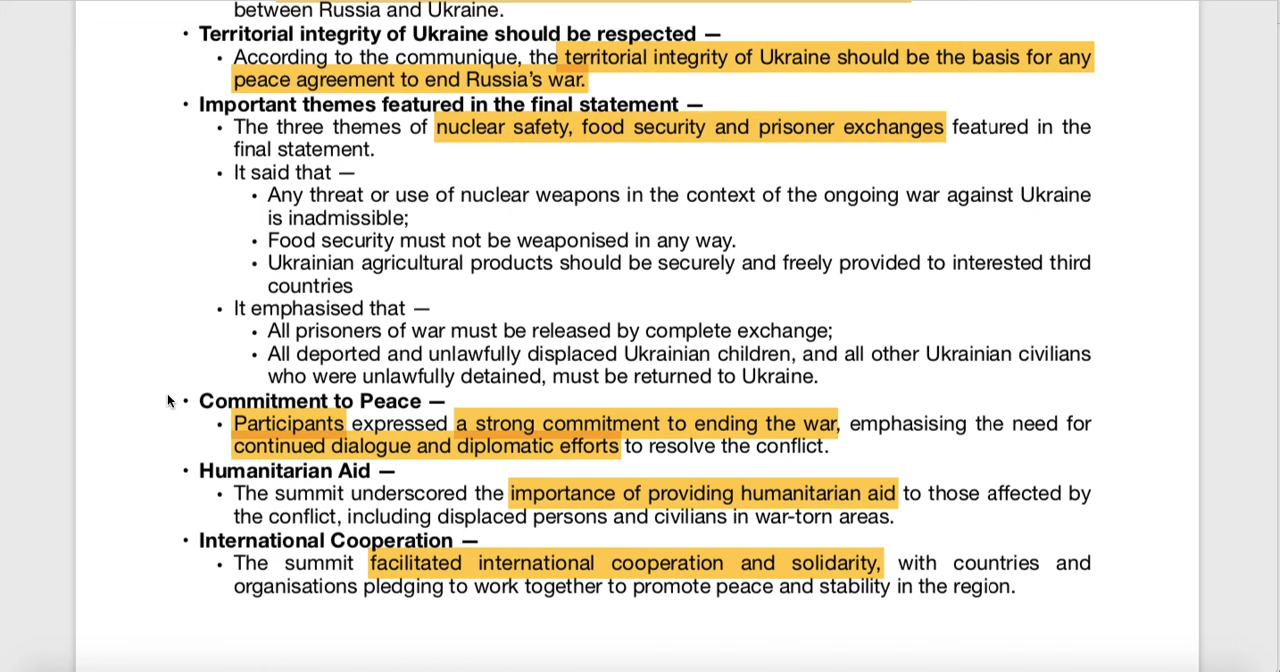 between Russia and Ukraine.
• Territorial integrity of Ukraine should be respected —
• According to the communique, the territorial integrity of Ukraine should be the basis for any
peace agreement to end Russia's war.
• Important themes featured in the final statement —
• The three themes of nuclear safety, food security and prisoner exchanges featured in the
final statement.
• It said that —
• Any threat or use of nuclear weapons in the context of the ongoing war against Ukraine
is inadmissible;
• Food security must not be weaponised in any way.
• Ukrainian agricultural products should be securely and freely provided to interested third
countries
• It emphasised that —
• All prisoners of war must be released by complete exchange;
• All deported and unlawfully displaced Ukrainian children, and all other Ukrainian civilians
who were unlawfully detained, must be returned to Ukraine.
• Commitment to Peace —
• Participants expressed a strong commitment to ending the war, emphasising the need for
continued dialogue and diplomatic efforts to resolve the conflict.
• Humanitarian Aid —
• The summit underscored the importance of providing humanitarian aid to those affected by
the conflict, including displaced persons and civilians in war-torn areas.
• International Cooperation —
• The summit facilitated international cooperation and solidarity, with countries and
organisations pledging to work together to promote peace and stability in the region.